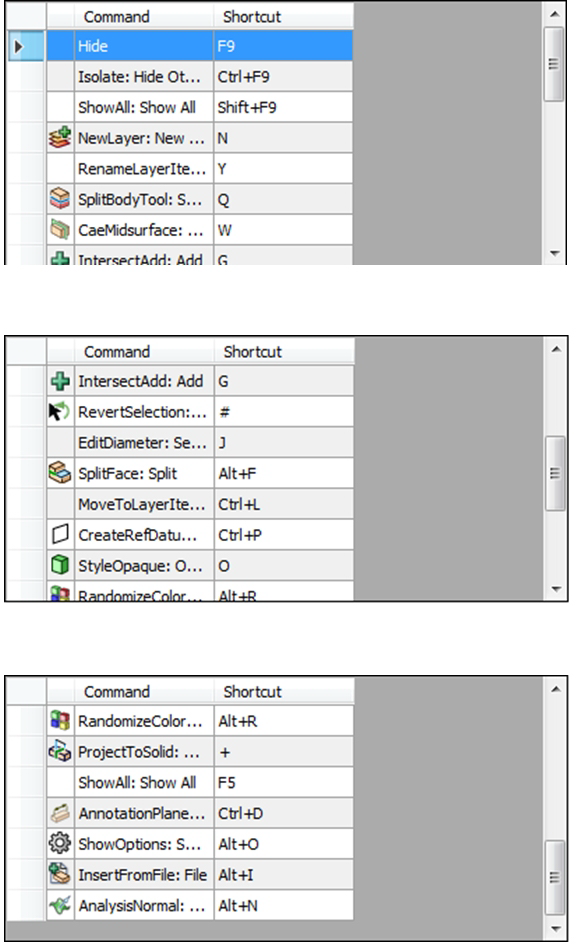 Command Shortcut
Hide F9
Isolate: Hide Ot... Ctrl+F9
ShowAll: Show All Shift+F9
NewLayer: New ... N
RenameLayerIte... Y
SplitBodyTool: S... Q
CaeMidsurface: ... W
IntersectAdd: Add G
Command Shortcut
IntersectAdd: Add G
RevertSelection:... #
EditDiameter: Se... J
SplitFace: Split Alt+F
MoveToLayerIte... Ctrl+L
CreateRefDatu... Ctrl+P
StyleOpaque: O... O
RandomizeColor... Alt+R
Command Shortcut
RandomizeColor... Alt+R
ProjectToSolid: ... +
ShowAll: Show All F5
AnnotationPlane... Ctrl+D
ShowOptions: S... Alt+O
InsertFromFile: File Alt+I
AnalysisNormal: ... Alt+N